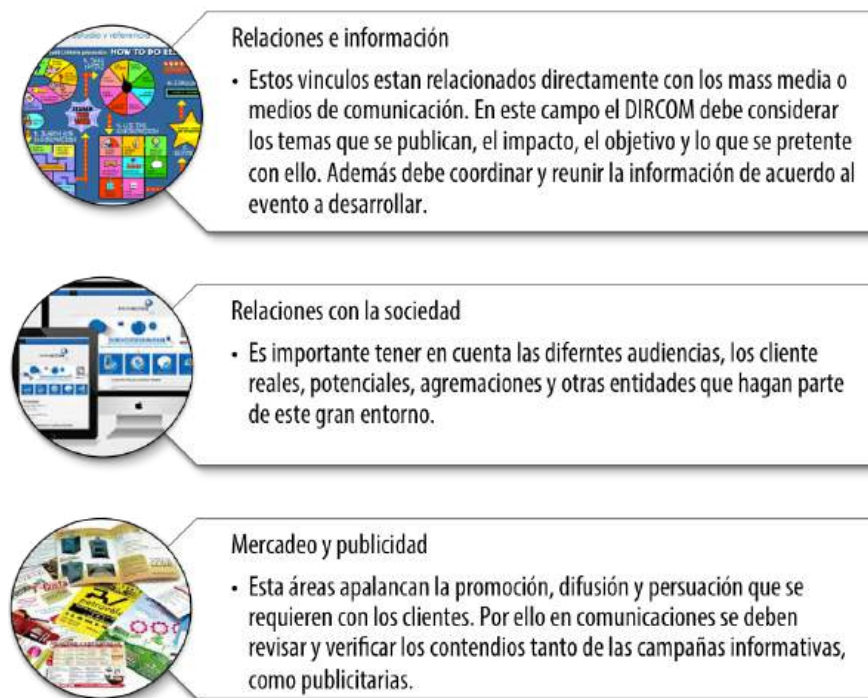 estudio y referencia
HOW TO DO RE
Relaciones e información
• Estos vinculos estan relacionados directamente con los mass media o
medios de comunicación. En este campo el DIRCOM debe considerar
los temas que se publican, el impacto, el objetivo y lo que se pretente
con ello. Además debe coordinar y reunir la información de acuerdo al
evento a desarrollar.
Relaciones con la sociedad
• Es importante tener en cuenta las diferntes audiencias, los cliente
reales, potenciales, agremaciones y otras entidades que hagan parte
de este gran entorno.
Mercadeo y publicidad
• Esta áreas apalancan la promoción, difusión y persuación que se
requieren con los clientes. Por ello en comunicaciones se deben
revisar y verificar los contendios tanto de las campañas informativas,
como publicitarias.